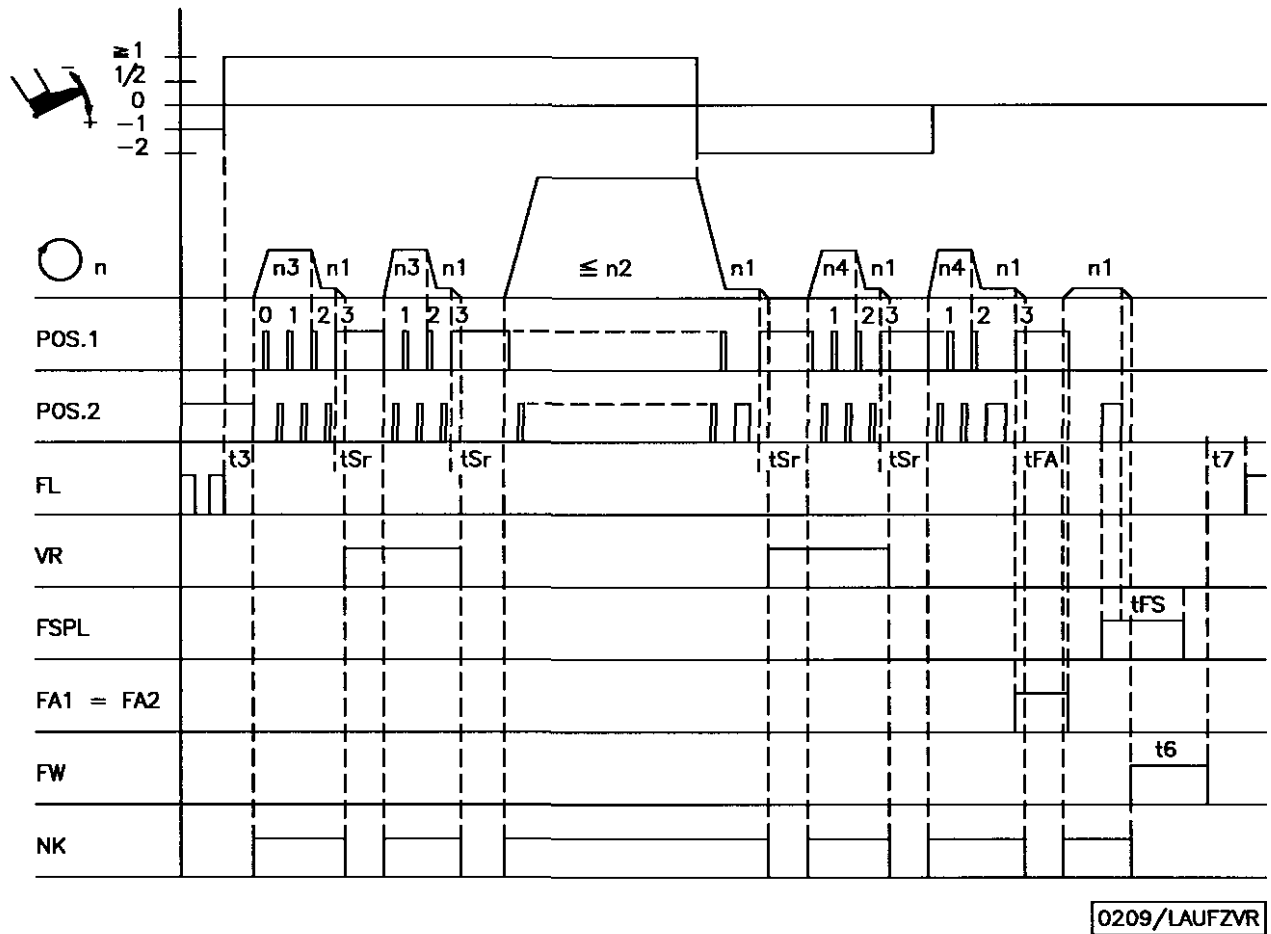 ≧ 1
1/2
0
−1
−2
− +
n n3 n1 n3 n1 ≦ n2 n1 n4 n1 n4 n1 n1
0 1 2 3 1 2 3 1 2 3 1 2 3
POS.1
POS.2
t3 tSr tSr tSr tSr tFA t7
FL
VR
tFS
FSPL
FA1 = FA2
t6
FW
NK
0209/LAUFZVR